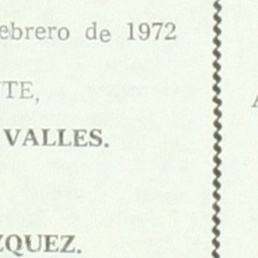 ebrero de 1972
TE,
VALLES.
ZQUEZ.